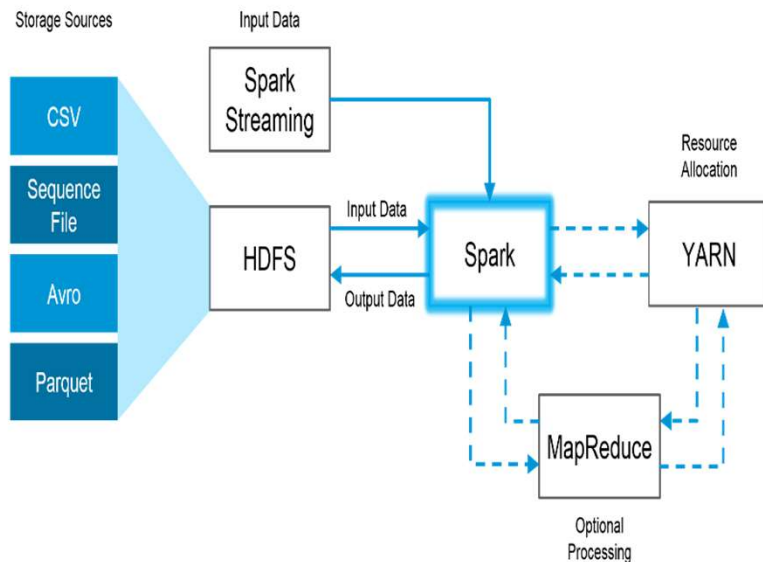 Storage Sources
Input Data
CSV
Sequence
File
Avro
Parquet
Spark
Streaming
HDFS
Input Data
Output Data
Spark
Resource
Allocation
YARN
MapReduce
Optional
Processing